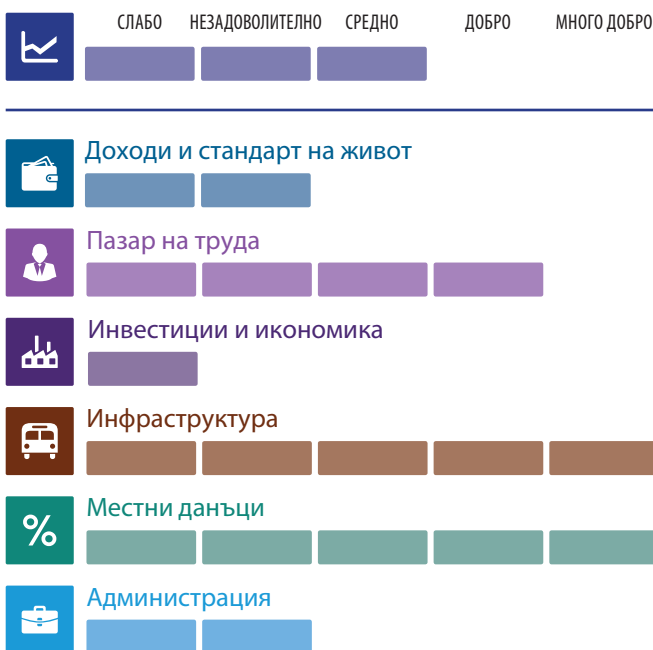 СЛАБО НЕЗАДОВОЛИТЕЛНО СРЕДНО ДОБРО МНОГО ДОБРО
Доходи и стандарт на живот
Пазар на труда
Инвестиции и икономика
Инфраструктура
Местни данъци
%
Администрация